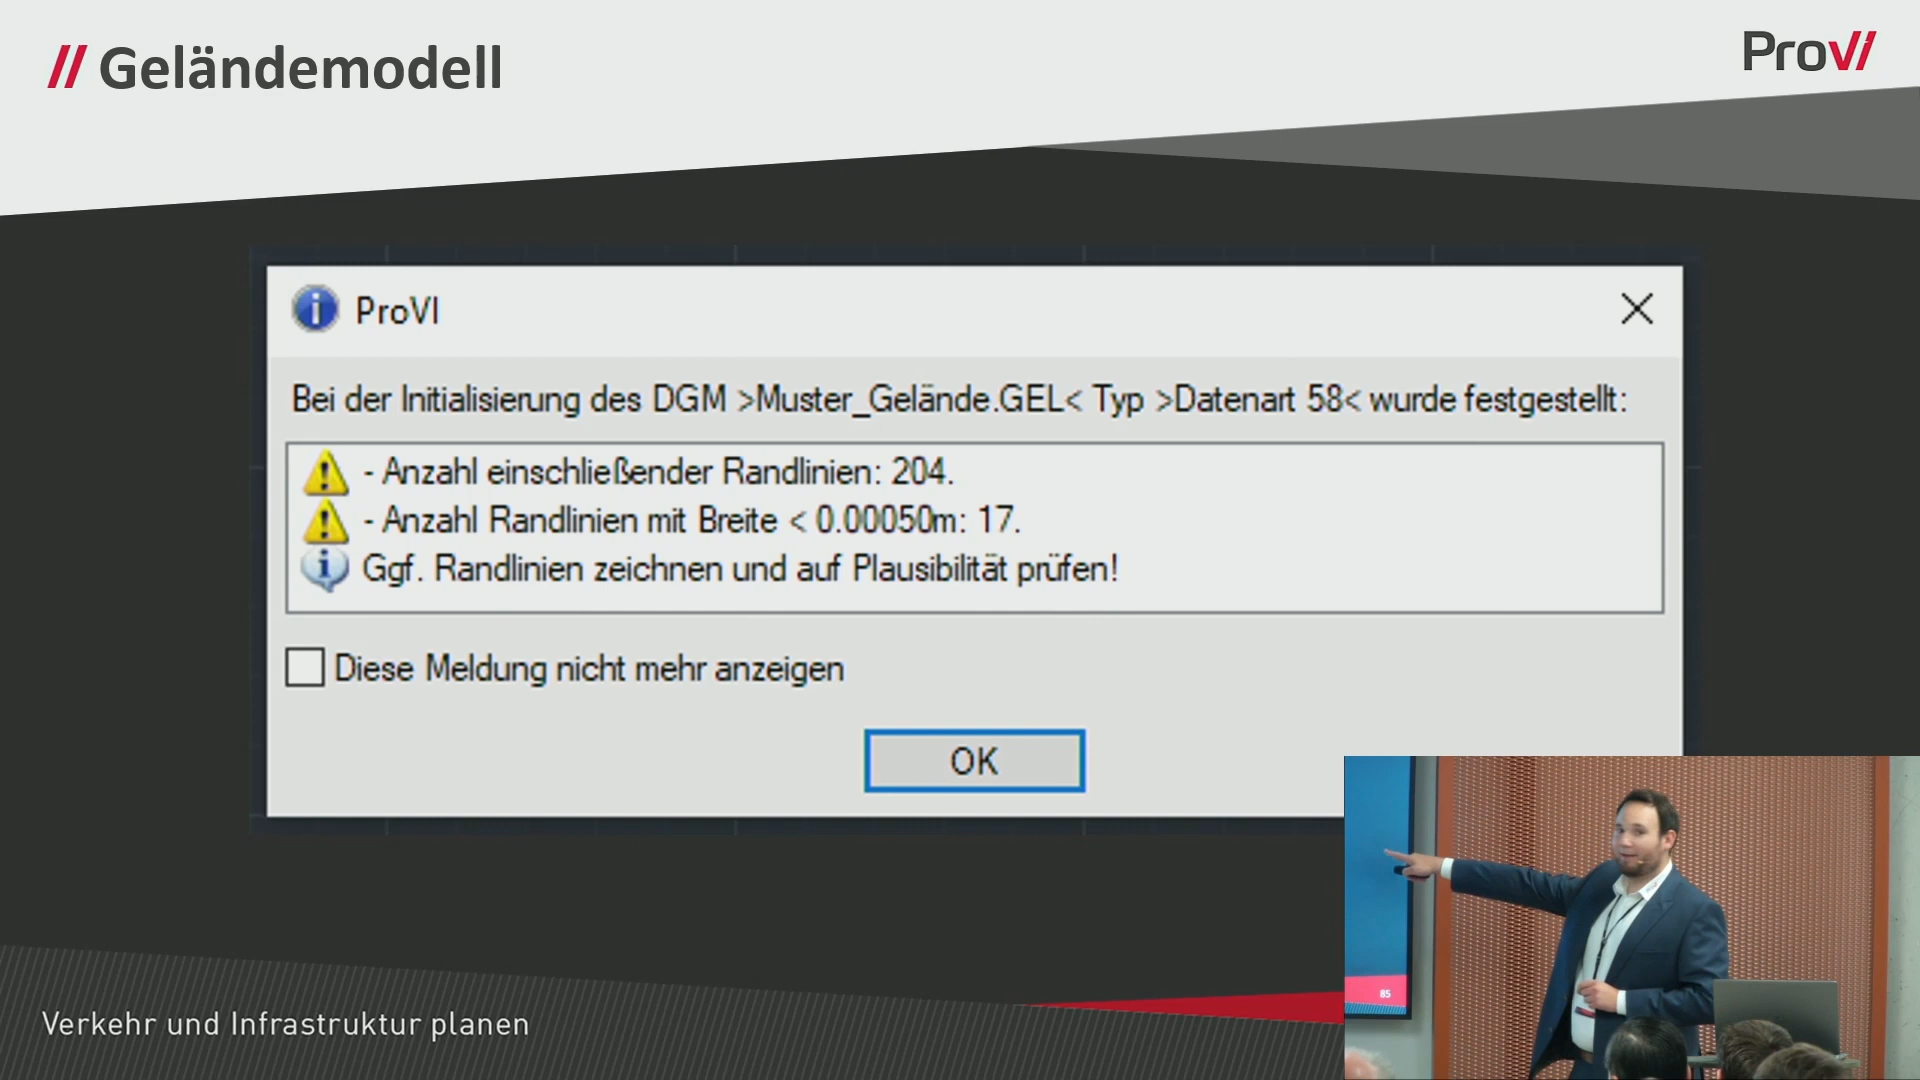 // Geländemodell
ProVI
ProVI
Bei der Initialisierung des DGM >Muster_Gelände.GEL< Typ >Datenart 58< wurde festgestellt:
- Anzahl einschließender Randlinien: 204.
- Anzahl Randlinien mit Breite < 0.00050m: 17.
Ggf. Randlinien zeichnen und auf Plausibilität prüfen!
Diese Meldung nicht mehr anzeigen
OK
85
Verkehr und Infrastruktur planen